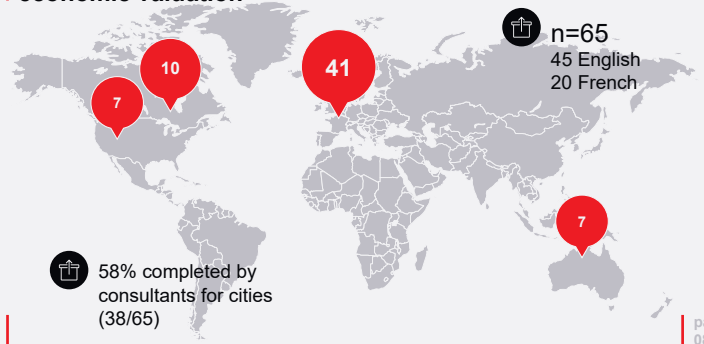 economic valuation
n=65
45 English
20 French
10
41
7
7
58% completed by
consultants for cities
(38/65)